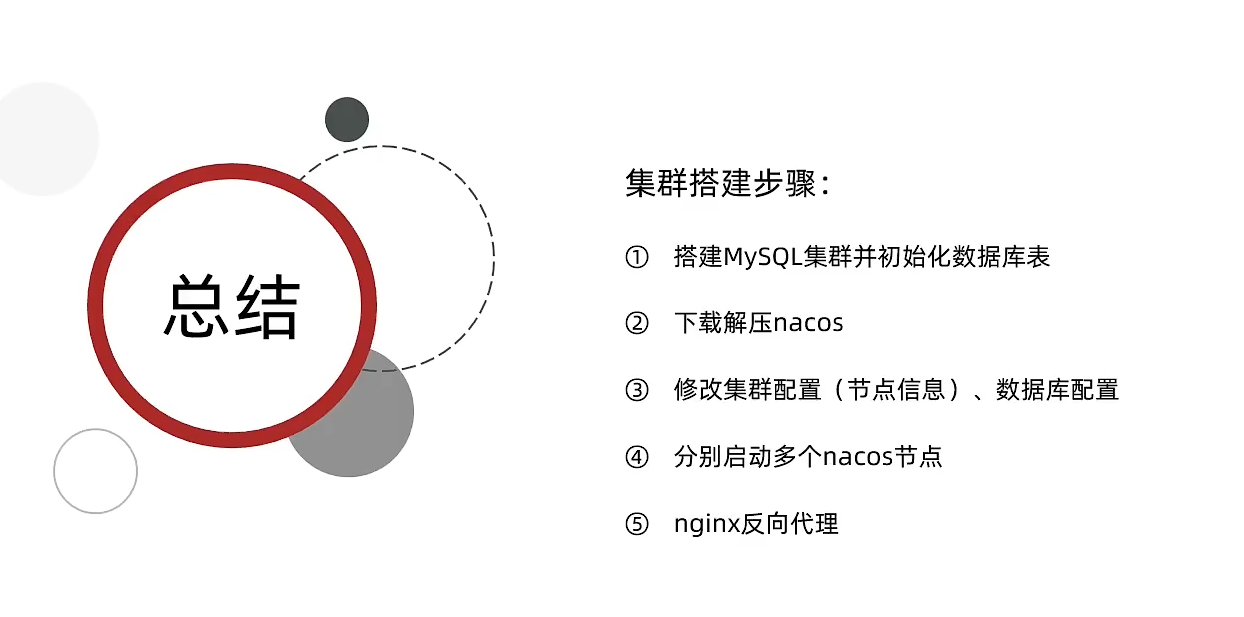 总结
集群搭建步骤：
① 搭建MySQL集群并初始化数据库表
② 下载解压nacos
③ 修改集群配置（节点信息）、数据库配置
④ 分别启动多个nacos节点
⑤ nginx反向代理